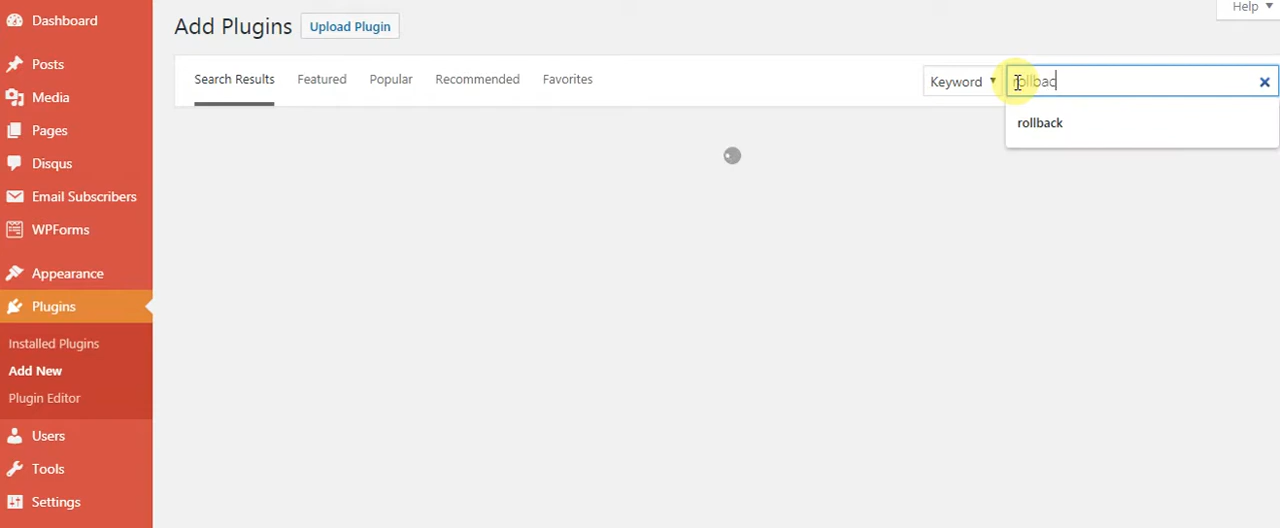 Dashboard
Posts
Media
Pages
Disqus
Email Subscribers
WPForms
Appearance
Plugins
Installed Plugins
Add New
Plugin Editor
Users
Tools
Settings
Help ▼
Add Plugins Upload Plugin
Search Results Featured Popular Recommended Favorites Keyword ▼ rollbac
rollback